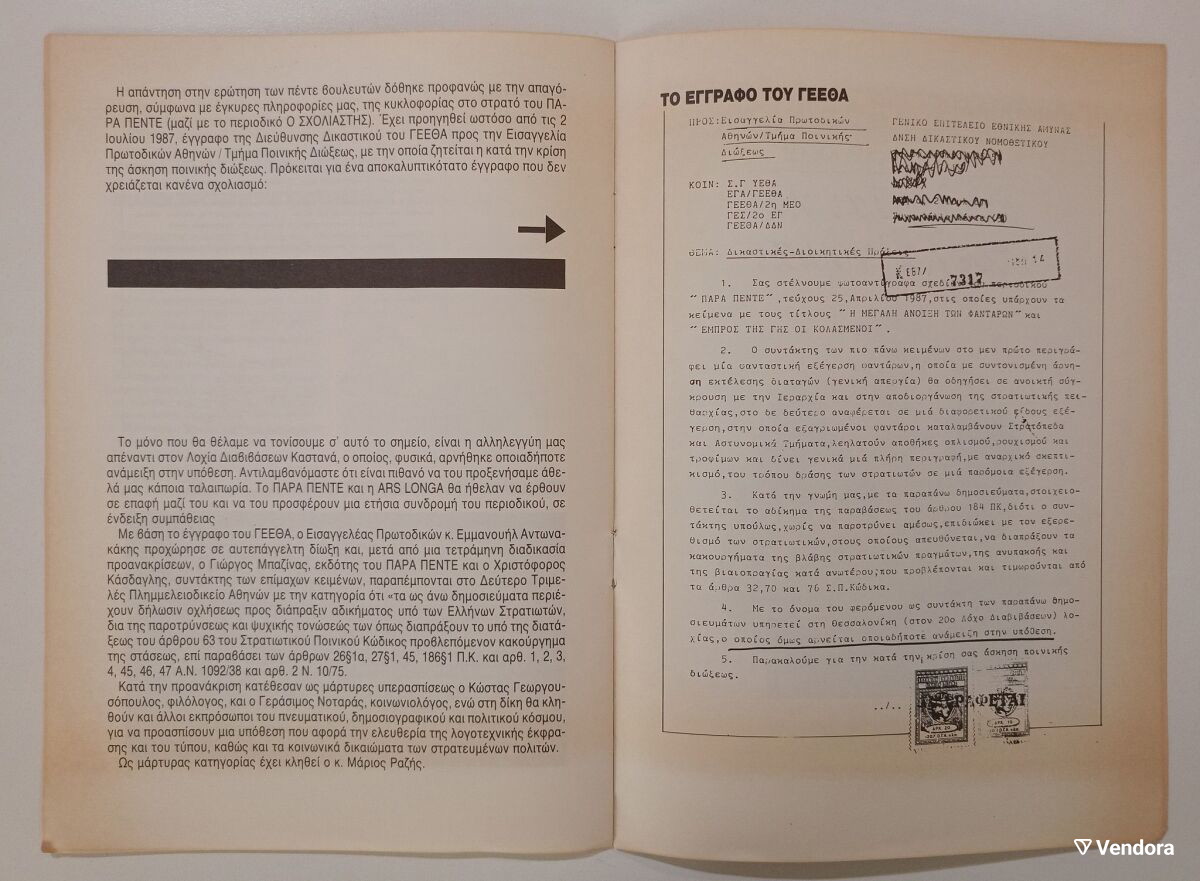 Η απάντηση στην ερώτηση των πέντε βουλευτών δόθηκε προφανώς με την απαγό-
ρευση, σύμφωνα με έγκυρες πληροφορίες μας, της κυκλοφορίας στο στρατό του ΠΑ-
ΡΑ ΠΕΝΤΕ (μαζί με το περιοδικό Ο ΣΧΟΛΙΑΣΤΗΣ). Έχει προηγηθεί ωστόσο από τις 2
Ιουλίου 1987, έγγραφο της Διεύθυνσης Δικαστικού του ΓΕΕΘΑ προς την Εισαγγελία
Πρωτοδικών Αθηνών / Τμήμα Ποινικής Διώξεως, με την οποία ζητείται η κατά την κρίση
της άσκηση ποινικής διώξεως. Πρόκειται για ένα αποκαλυπτικότατο έγγραφο που δεν
χρειάζεται κανένα σχολιασμό:
Το μόνο που θα θέλαμε να τονίσουμε σ' αυτό το σημείο, είναι η αλληλεγγύη μας
απέναντι στον Λοχία Διαβιβάσεων Καστανά, ο οποίος, φυσικά, αρνήθηκε οποιαδήποτε
ανάμειξη στην υπόθεση. Αντιλαμβανόμαστε ότι είναι πιθανό να του προξενήσαμε άθε-
λά μας κάποια ταλαιπωρία. Το ΠΑΡΑ ΠΕΝΤΕ και η ARS LONGA θα ήθελαν να έρθουν
σε επαφή μαζί του και να του προσφέρουν μια ετήσια συνδρομή του περιοδικού, σε
ένδειξη συμπάθειας
Με βάση το έγγραφο του ΓΕΕΘΑ, ο Εισαγγελέας Πρωτοδικών κ. Εμμανουήλ Αντωνα-
κάκης προχώρησε σε αυτεπάγγελτη δίωξη και, μετά από μια τετράμηνη διαδικασία
προανακρίσεων, ο Γιώργος Μπαζίνας, εκδότης του ΠΑΡΑ ΠΕΝΤΕ και ο Χριστόφορος
Κάσδαγλης, συντάκτης των επίμαχων κειμένων, παραπέμπονται στο Δεύτερο Τριμε-
λές Πλημμελειοδικείο Αθηνών με την κατηγορία ότι «τα ως άνω δημοσιεύματα περιέ-
χουν δήλωσιν οχλήσεως προς διάπραξιν αδικήματος υπό των Ελλήνων Στρατιωτών,
δια της παροτρύνσεως και ψυχικής τονώσεώς των όπως διαπράξουν το υπό της διατά-
ξεως του άρθρου 63 του Στρατιωτικού Ποινικού Κώδικος προβλεπόμενον κακούργημα
της στάσεως, επί παραβάσει των άρθρων 26§1α, 27§1, 45, 186§1 Π.Κ. και αρθ. 1, 2, 3,
4, 45, 46, 47 Α.Ν. 1092/38 και αρθ. 2 Ν. 10/75.
Κατά την προανάκριση κατέθεσαν ως μάρτυρες υπερασπίσεως ο Κώστας Γεωργου-
σόπουλος, φιλόλογος, και ο Γεράσιμος Νοταράς, κοινωνιολόγος, ενώ στη δίκη θα κλη-
θούν και άλλοι εκπρόσωποι του πνευματικού, δημοσιογραφικού και πολιτικού κόσμου,
για να προασπίσουν μια υπόθεση που αφορά την ελευθερία της λογοτεχνικής έκφρα-
σης και του τύπου, καθώς και τα κοινωνικά δικαιώματα των στρατευμένων πολιτών.
Ως μάρτυρας κατηγορίας έχει κληθεί ο κ. Μάριος Ραζής.
ΤΟ ΕΓΓΡΑΦΟ ΤΟΥ ΓΕΕΘΑ
ΠΡΟΣ: Εισαγγελία Πρωτοδικών
Αθηνών/Τμήμα Ποινικής
Διώξεως
ΓΕΝΙΚΟ ΕΠΙΤΕΛΕΙΟ ΕΘΝΙΚΗΣ ΑΜΥΝΑΣ
ΔΝΣΗ ΔΙΚΑΣΤΙΚΟΥ ΝΟΜΟΘΕΤΙΚΟΥ
ΚΟΙΝ: Σ.Γ ΥΕΘΑ
ΕΓΑ/ΓΕΕΘΑ
ΓΕΕΘΑ/2η ΜΕΟ
ΓΕΣ/2ο ΕΓ
ΓΕΕΘΑ/ΔΔΝ
ΘΕΜΑ: Δικαστικές-Διοικητικές Πράξεις
7317
1. Σας στέλνουμε φωτοαντίγραφα περιοδικού
"ΠΑΡΑ ΠΕΝΤΕ", τεύχους 25, Απριλίου 1987, στις οποίες υπάρχουν τα
κείμενα με τους τίτλους "Η ΜΕΓΑΛΗ ΑΝΟΙΞΗ ΤΩΝ ΦΑΝΤΑΡΩΝ" και
"ΕΜΠΡΟΣ ΤΗΣ ΓΗΣ ΟΙ ΚΟΛΑΣΜΕΝΟΙ".
2. Ο συντάκτης των πιο πάνω κειμένων στο μεν πρώτο περιγρά-
φει μία φανταστική εξέγερση φαντάρων, η οποία με συντονισμένη άρνη-
ση εκτέλεσης διαταγών (γενική απεργία) θα οδηγήσει σε ανοικτή σύγ-
κρουση με την Ιεραρχία και στην αποδιοργάνωση της στρατιωτικής πει-
θαρχίας, στο δε δεύτερο αναφέρεται σε μιά διαφορετικού είδους εξέ-
γερση, στην οποία εξαγριωμένοι φαντάροι καταλαμβάνουν Στρατόπεδα
και Αστυνομικά Τμήματα, λεηλατούν αποθήκες οπλισμού, ρουχισμού και
τροφίμων και δίνει γενικά μιά πλήρη περιγραφή, με αναρχικό σκεπτι-
κισμό, του τρόπου δράσης των στρατιωτών σε μιά παρόμοια εξέγερση.
3. Κατά την γνώμη μας, με τα παραπάνω δημοσιεύματα, στοιχειο-
θετείται το αδίκημα της παραβάσεως του άρθρου 184 ΠΚ, διότι ο συν-
τάκτης υπούλως, χωρίς να παροτρύνει αμέσως, επιδιώκει με τον εξερε-
θισμό των στρατιωτικών, στους οποίους απευθύνεται, να διαπράξουν τα
κακουργήματα της βλάβης στρατιωτικών πραγμάτων, της ανυπακοής και
της βιαιοπραγίας κατά ανωτέρου, που προβλέπονται και τιμωρούνται από
τα άρθρα 32,70 και 76 Σ.Π.Κώδικα.
4. Με το όνομα του φερόμενου ως συντάκτη των παραπάνω δημο-
σιευμάτων υπηρετεί στη Θεσσαλονίκη (στον 20ο Λόχο Διαβιβάσεων) λο-
χίας, ο οποίος όμως αρνείται οποιαδήποτε ανάμειξη στην υπόθεση.
5. Παρακαλούμε για την κατά την κρίση σας άσκηση ποινικής
διώξεως.
../..
Vendora